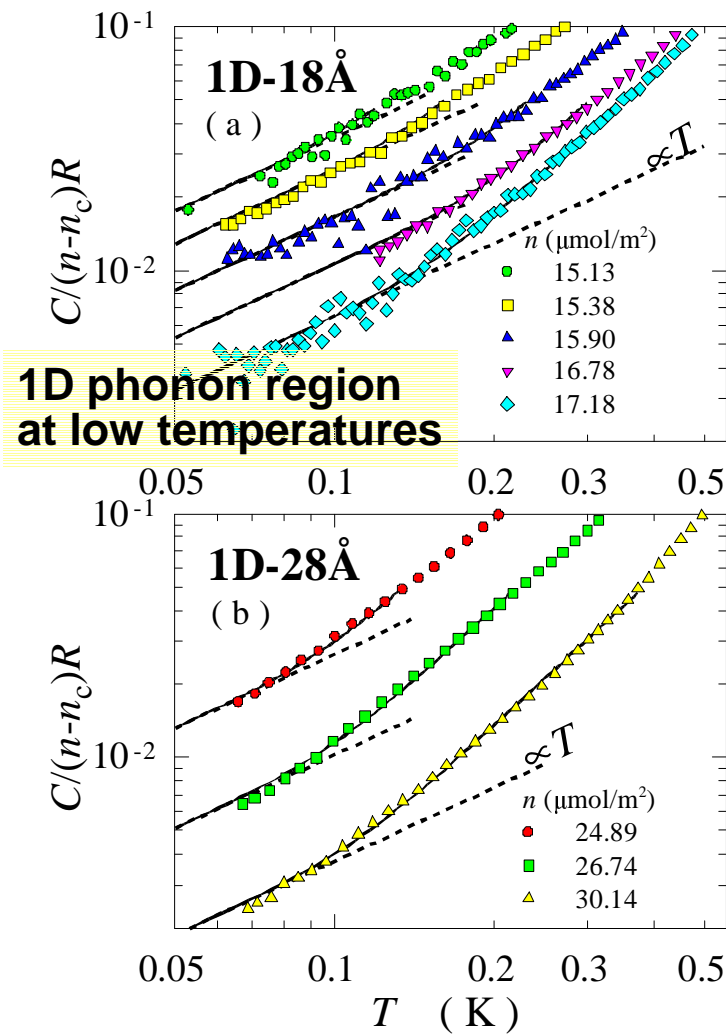 10⁻¹
1D-18Å
( a )
∝T
C/(n-n_c)R
10⁻²
n (μmol/m²)
15.13
15.38
15.90
16.78
17.18
1D phonon region
at low temperatures
0.05 0.1 0.2 0.3 0.5
10⁻¹
1D-28Å
( b )
C/(n-n_c)R
10⁻²
∝T
n (μmol/m²)
24.89
26.74
30.14
0.05 0.1 0.2 0.3 0.5
T ( K )